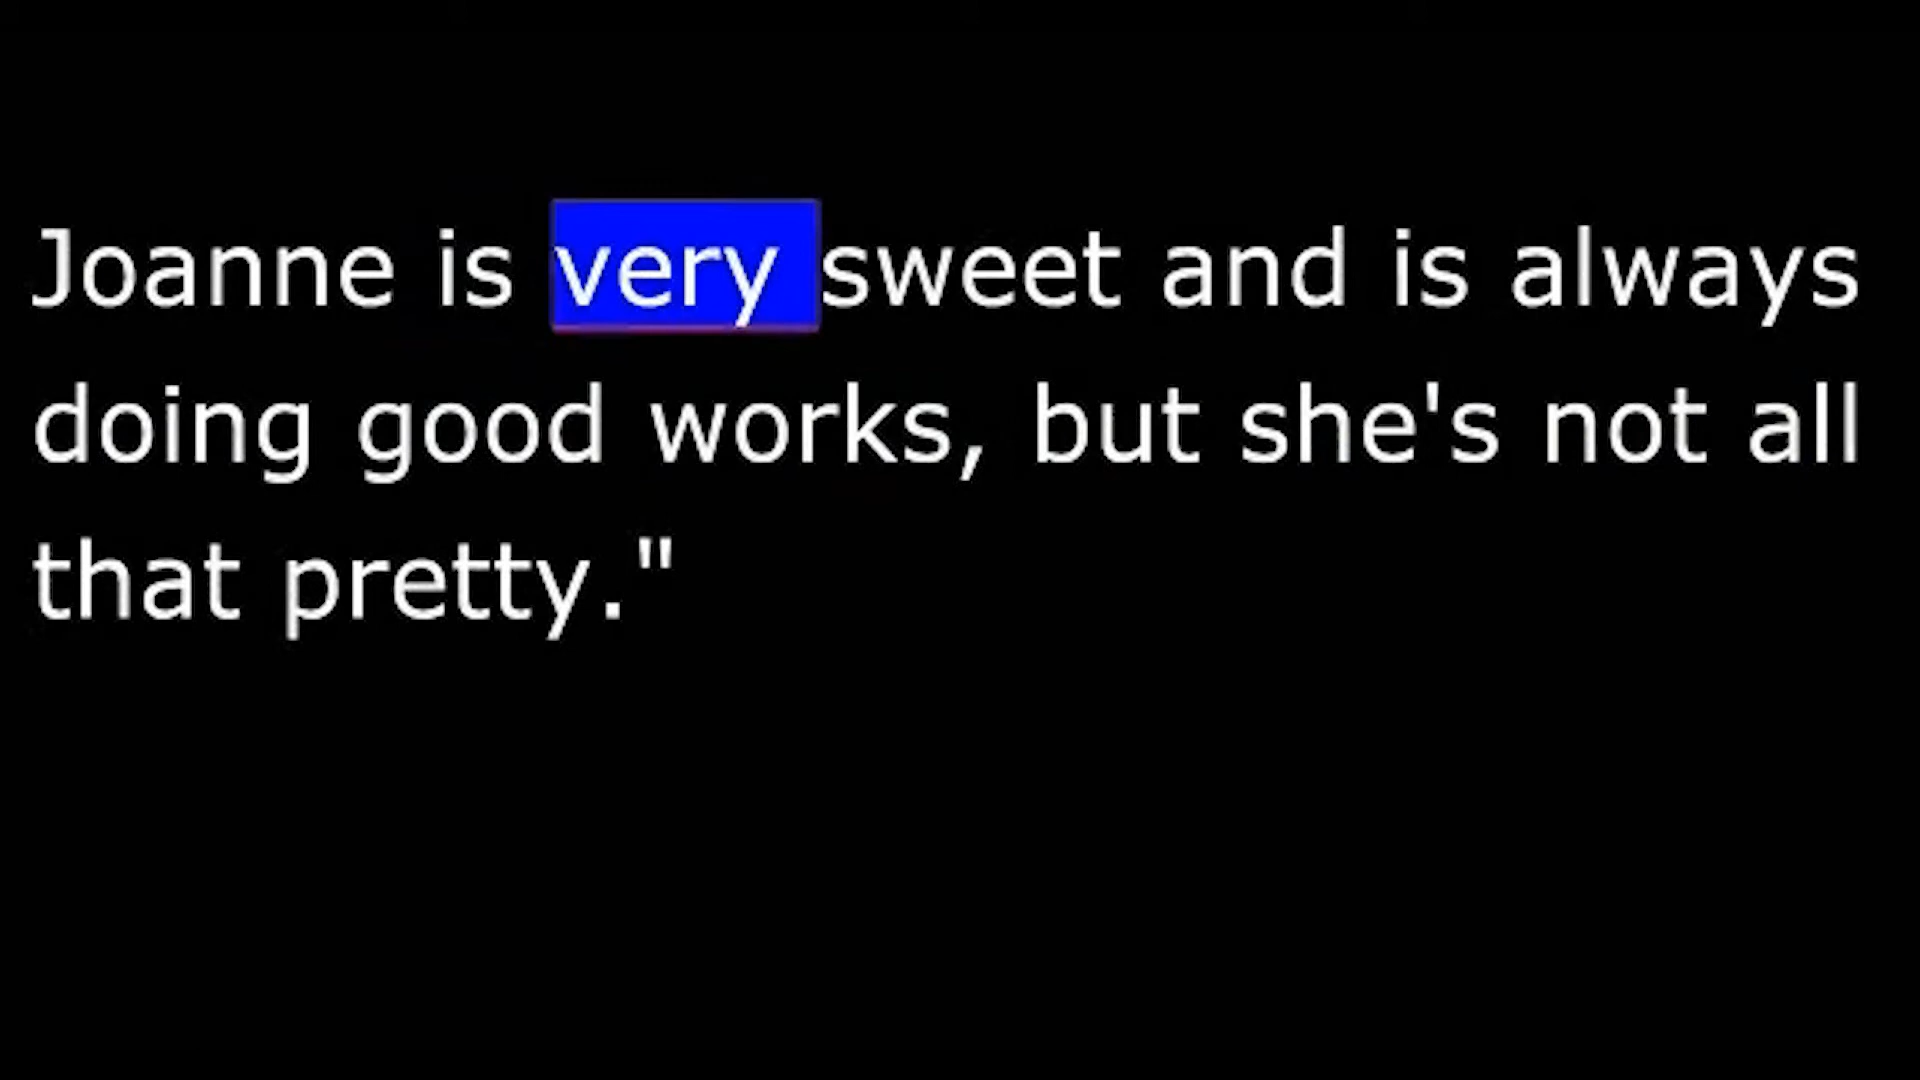 Joanne is very sweet and is always
doing good works, but she's not all
that pretty."